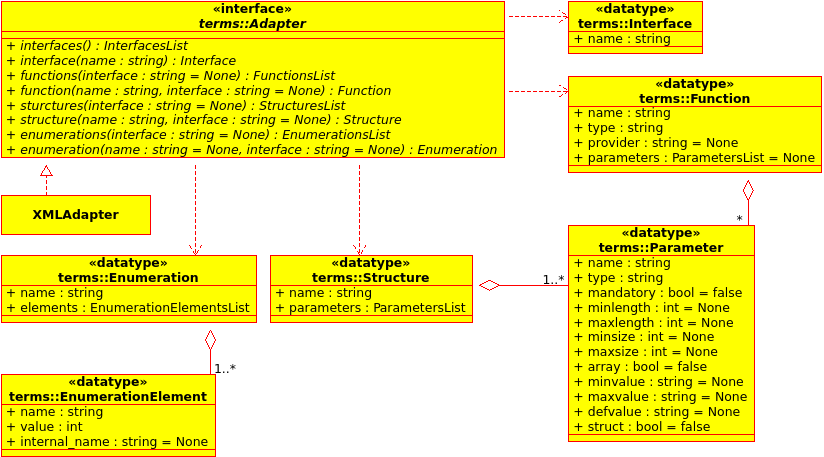 «interface»
terms::Adapter
+ interfaces() : InterfacesList
+ interface(name : string) : Interface
+ functions(interface : string = None) : FunctionsList
+ function(name : string, interface : string = None) : Function
+ sturctures(interface : string = None) : StructuresList
+ structure(name : string, interface : string = None) : Structure
+ enumerations(interface : string = None) : EnumerationsList
+ enumeration(name : string = None, interface : string = None) : Enumeration
«datatype»
terms::Interface
+ name : string
«datatype»
terms::Function
+ name : string
+ type : string
+ provider : string = None
+ parameters : ParametersList = None
XMLAdapter
*
«datatype»
terms::Enumeration
+ name : string
+ elements : EnumerationElementsList
«datatype»
terms::Structure
+ name : string
+ parameters : ParametersList
1..*
«datatype»
terms::Parameter
+ name : string
+ type : string
+ mandatory : bool = false
+ minlength : int = None
+ maxlength : int = None
+ minsize : int = None
+ maxsize : int = None
+ array : bool = false
+ minvalue : string = None
+ maxvalue : string = None
+ defvalue : string = None
+ struct : bool = false
1..*
«datatype»
terms::EnumerationElement
+ name : string
+ value : int
+ internal_name : string = None